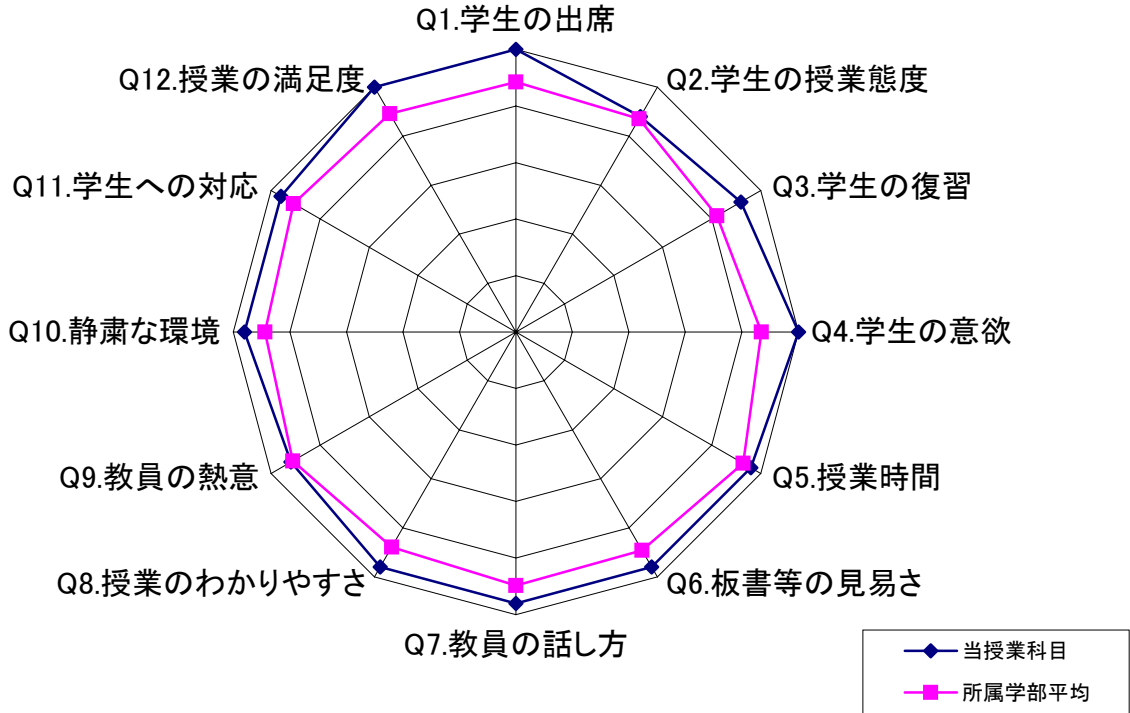 Q1.学生の出席
Q2.学生の授業態度
Q3.学生の復習
Q4.学生の意欲
Q5.授業時間
Q6.板書等の見易さ
Q7.教員の話し方
Q8.授業のわかりやすさ
Q9.教員の熱意
Q10.静粛な環境
Q11.学生への対応
Q12.授業の満足度
当授業科目
所属学部平均